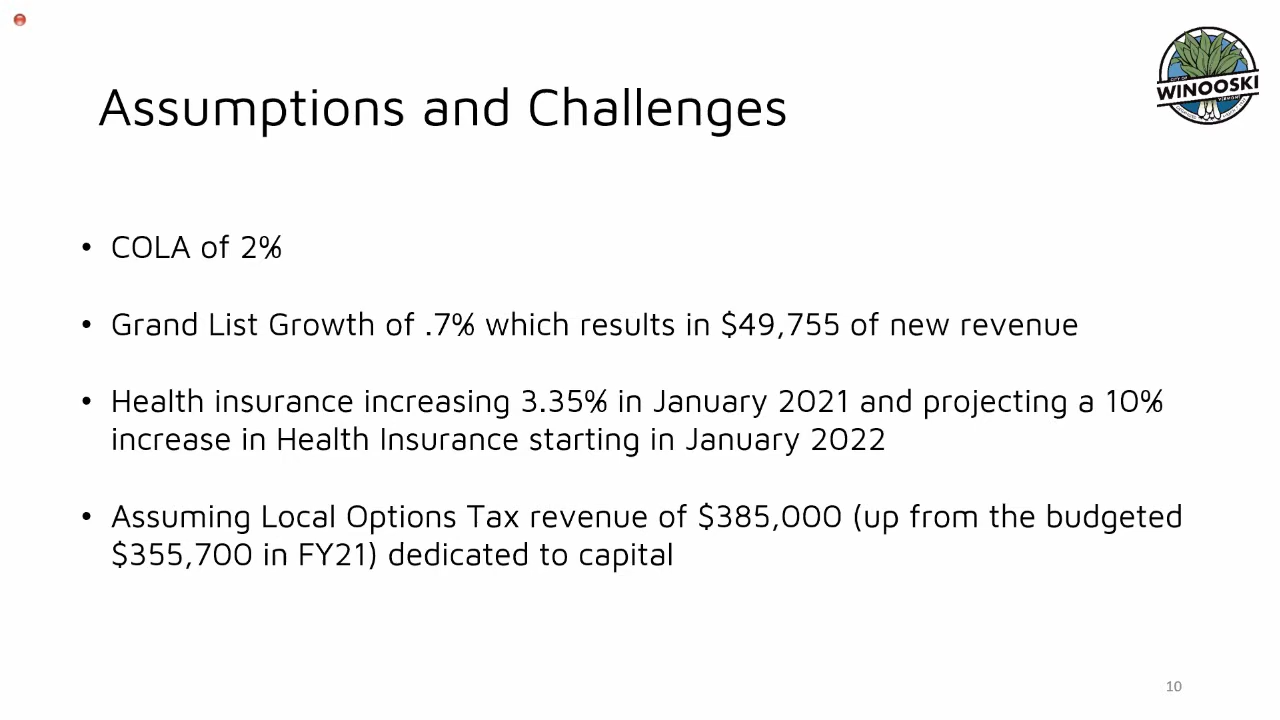 CITY OF
WINOOSKI
VERMONT
Assumptions and Challenges
• COLA of 2%
• Grand List Growth of .7% which results in $49,755 of new revenue
• Health insurance increasing 3.35% in January 2021 and projecting a 10%
increase in Health Insurance starting in January 2022
• Assuming Local Options Tax revenue of $385,000 (up from the budgeted
$355,700 in FY21) dedicated to capital
10